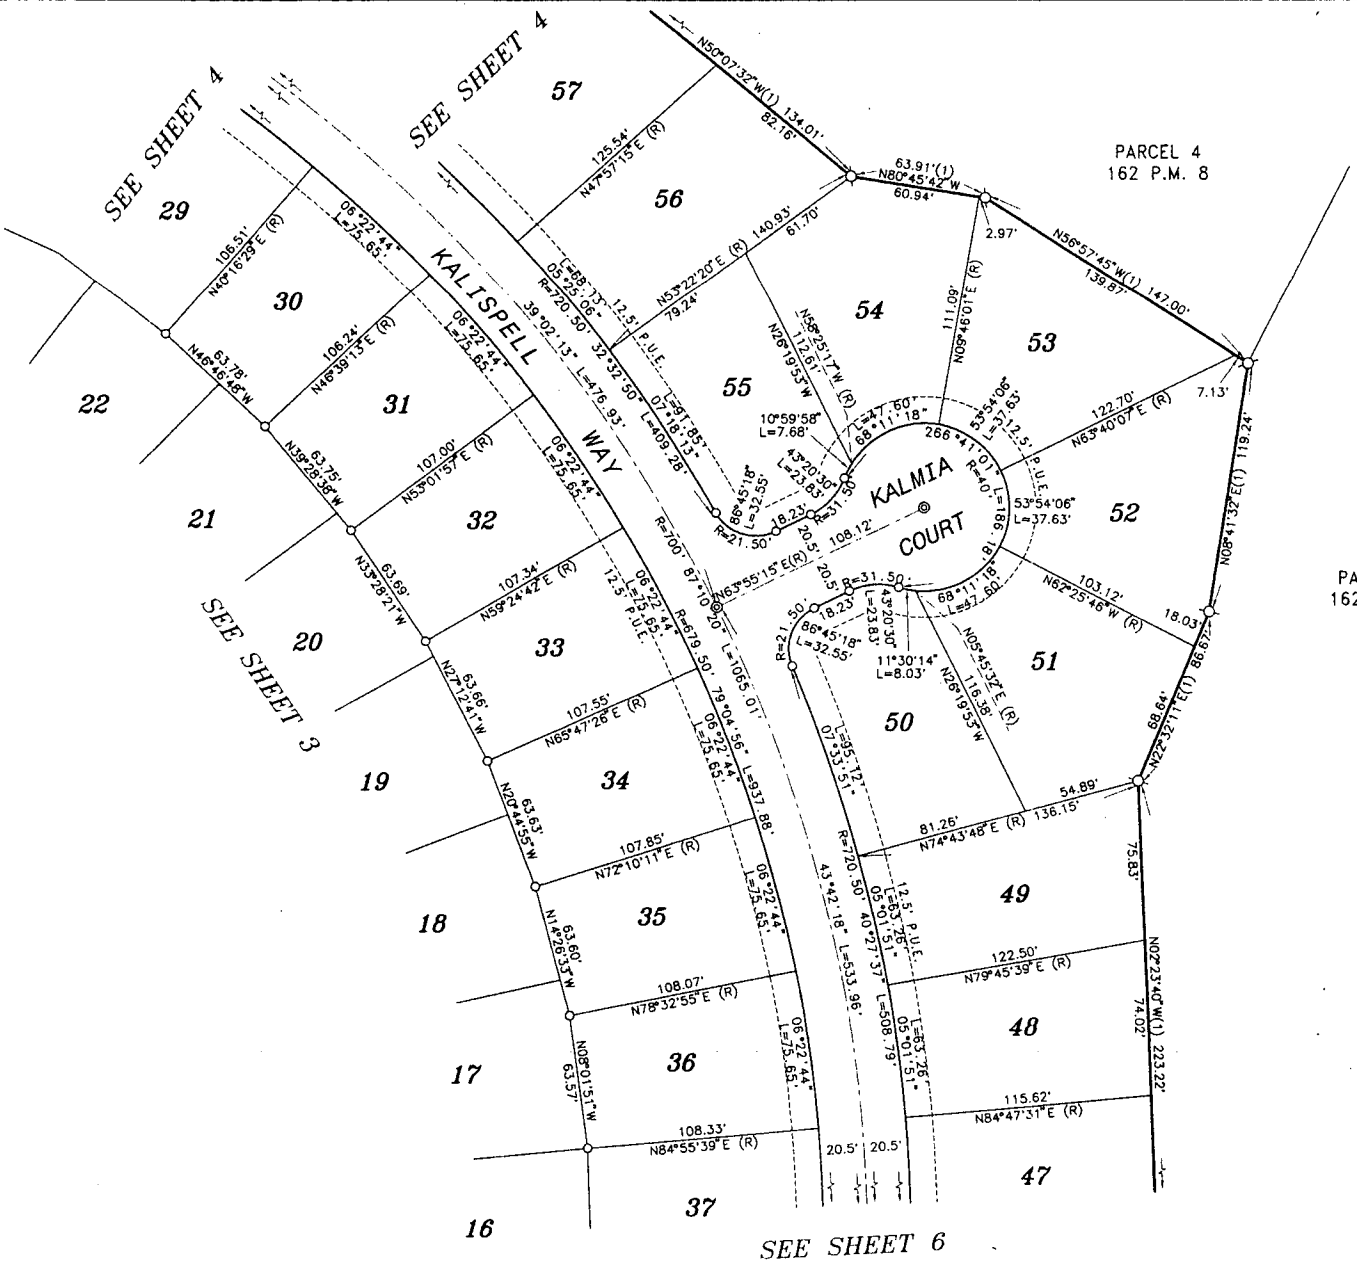 SEE SHEET 4
SEE SHEET 4
57
N50°07'32"W(1) 134.01'
82.16'
125.54'
N47°57'15"E (R)
PARCEL 4
162 P.M. 8
63.91'(1)
N80°45'42"W
60.94'
2.97'
N56°57'45"W(1) 147.00'
139.87'
29
56
106.51'
N40°16'29"E (R)
06°22'44"
L=75.65'
KALISPELL
WAY
L=68.13'
05°25'06"
R=720.50' 32°32'50" L=409.28'
12.5' P.U.E.
N53°22'20"E (R) 140.93'
61.70'
79.24'
30
54
53
111.09'
N09°46'01"E (R)
N58°25'17"W (R)
112.61'
N26°19'53"W
39°02'13" L=476.93'
06°22'44"
L=75.65'
106.24'
N46°39'13"E (R)
63.78'
N46°46'48"W
22
31
55
L=91.85'
07°18'13"
10°59'58"
L=7.68'
L=47.60'
68°11'18"
53°54'06"
L=37.63'
12.5' P.U.E.
122.70'
N63°40'07"E (R)
7.13'
119.24'
N08°41'32"E(1)
266°41'01"
R=40'
L=186.18'
43°20'30"
L=23.83'
86°45'18"
L=32.55'
R=21.50'
18.23'
R=31.50'
KALMIA
COURT
53°54'06"
L=37.63'
52
107.00'
N53°01'57"E (R)
06°22'44"
L=75.65'
63.75'
N39°28'38"W
21
32
R=700' 87°10'20" L=1065.01'
20.5'
20.5'
108.12'
N63°55'15"E(R)
R=31.50'
68°11'18"
L=47.60'
103.12'
N62°25'46"W (R)
18.03'
PA
162
63.69'
N33°28'21"W
107.34'
N59°24'42"E (R)
06°22'44"
L=75.65'
12.5' P.U.E.
R=679.50' 79°04'56" L=937.88'
SEE SHEET 3
20
33
R=21.50'
18.23'
86°45'18"
L=32.55'
43°20'30"
L=23.83'
11°30'14"
L=8.03'
N05°45'32"E (R)
116.38'
N26°19'53"W
51
86.67'
N22°32'11"E(1)
68.64'
63.66'
N27°12'41"W
107.55'
N65°47'26"E (R)
06°22'44"
L=75.65'
50
L=95.12'
07°33'51"
19
34
63.63'
N20°44'55"W
107.85'
N72°10'11"E (R)
06°22'44"
L=75.65'
54.89'
81.26'
N74°43'48"E (R) 136.15'
75.83'
R=720.50' 40°27'37" L=508.79'
43°42'18" L=533.96'
05°01'51"
L=63.26'
12.5' P.U.E.
18
35
49
63.60'
N14°26'33"W
108.07'
N78°32'55"E (R)
122.50'
N79°45'39"E (R)
N02°23'40"W(1) 223.22'
74.02'
06°22'44"
L=75.65'
L=63.26'
05°01'51"
17
36
48
N08°01'51"W
63.57'
108.33'
N84°55'39"E (R)
115.62'
N84°47'31"E (R)
20.5'
20.5'
16
37
47
SEE SHEET 6